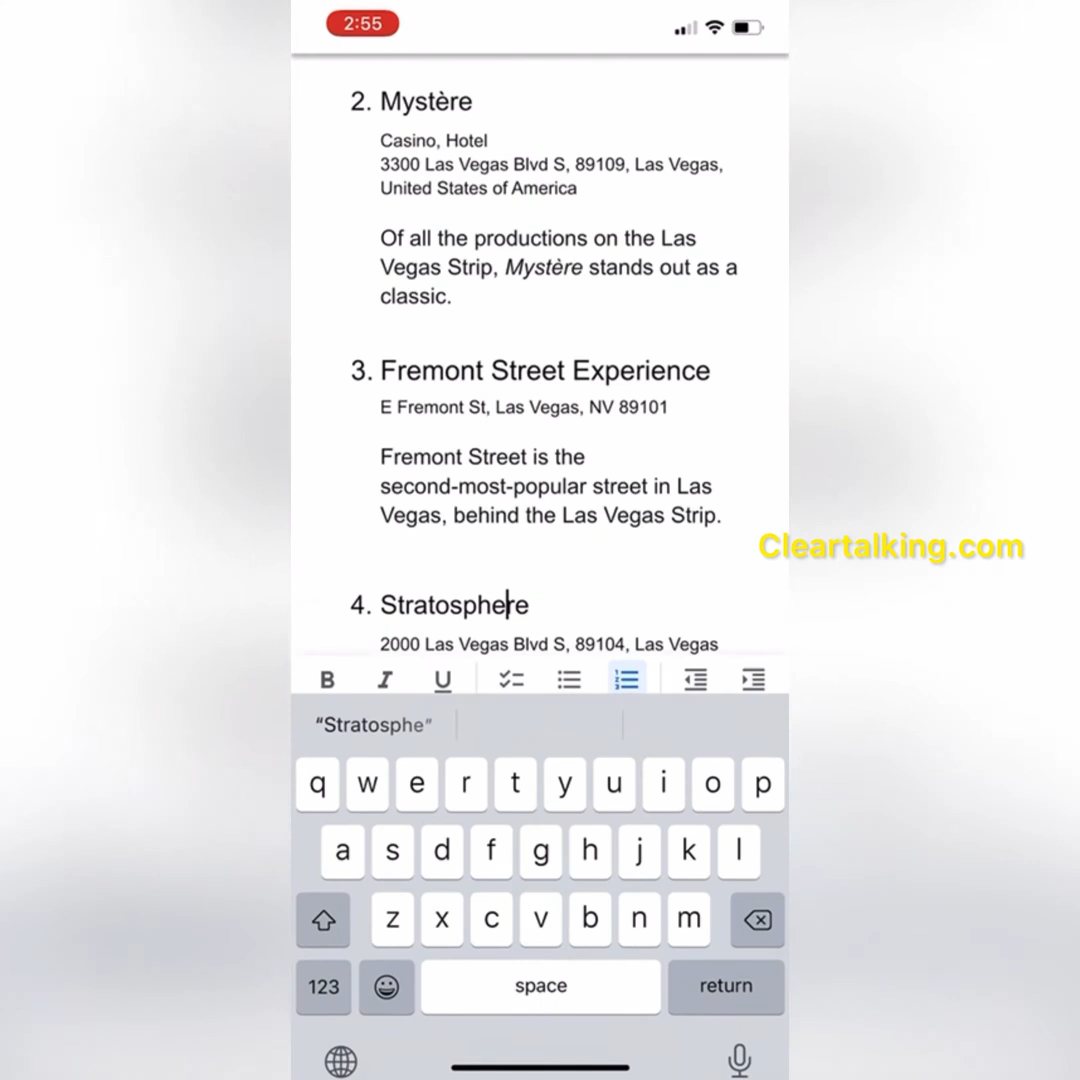 2:55
2. Mystère
Casino, Hotel
3300 Las Vegas Blvd S, 89109, Las Vegas,
United States of America
Of all the productions on the Las
Vegas Strip, Mystère stands out as a
classic.
3. Fremont Street Experience
E Fremont St, Las Vegas, NV 89101
Fremont Street is the
second-most-popular street in Las
Vegas, behind the Las Vegas Strip.
Cleartalking.com
4. Stratosphere
2000 Las Vegas Blvd S, 89104, Las Vegas
B I U
“Stratosphe”
q w e r t y u i o p
a s d f g h j k l
z x c v b n m
123 space return